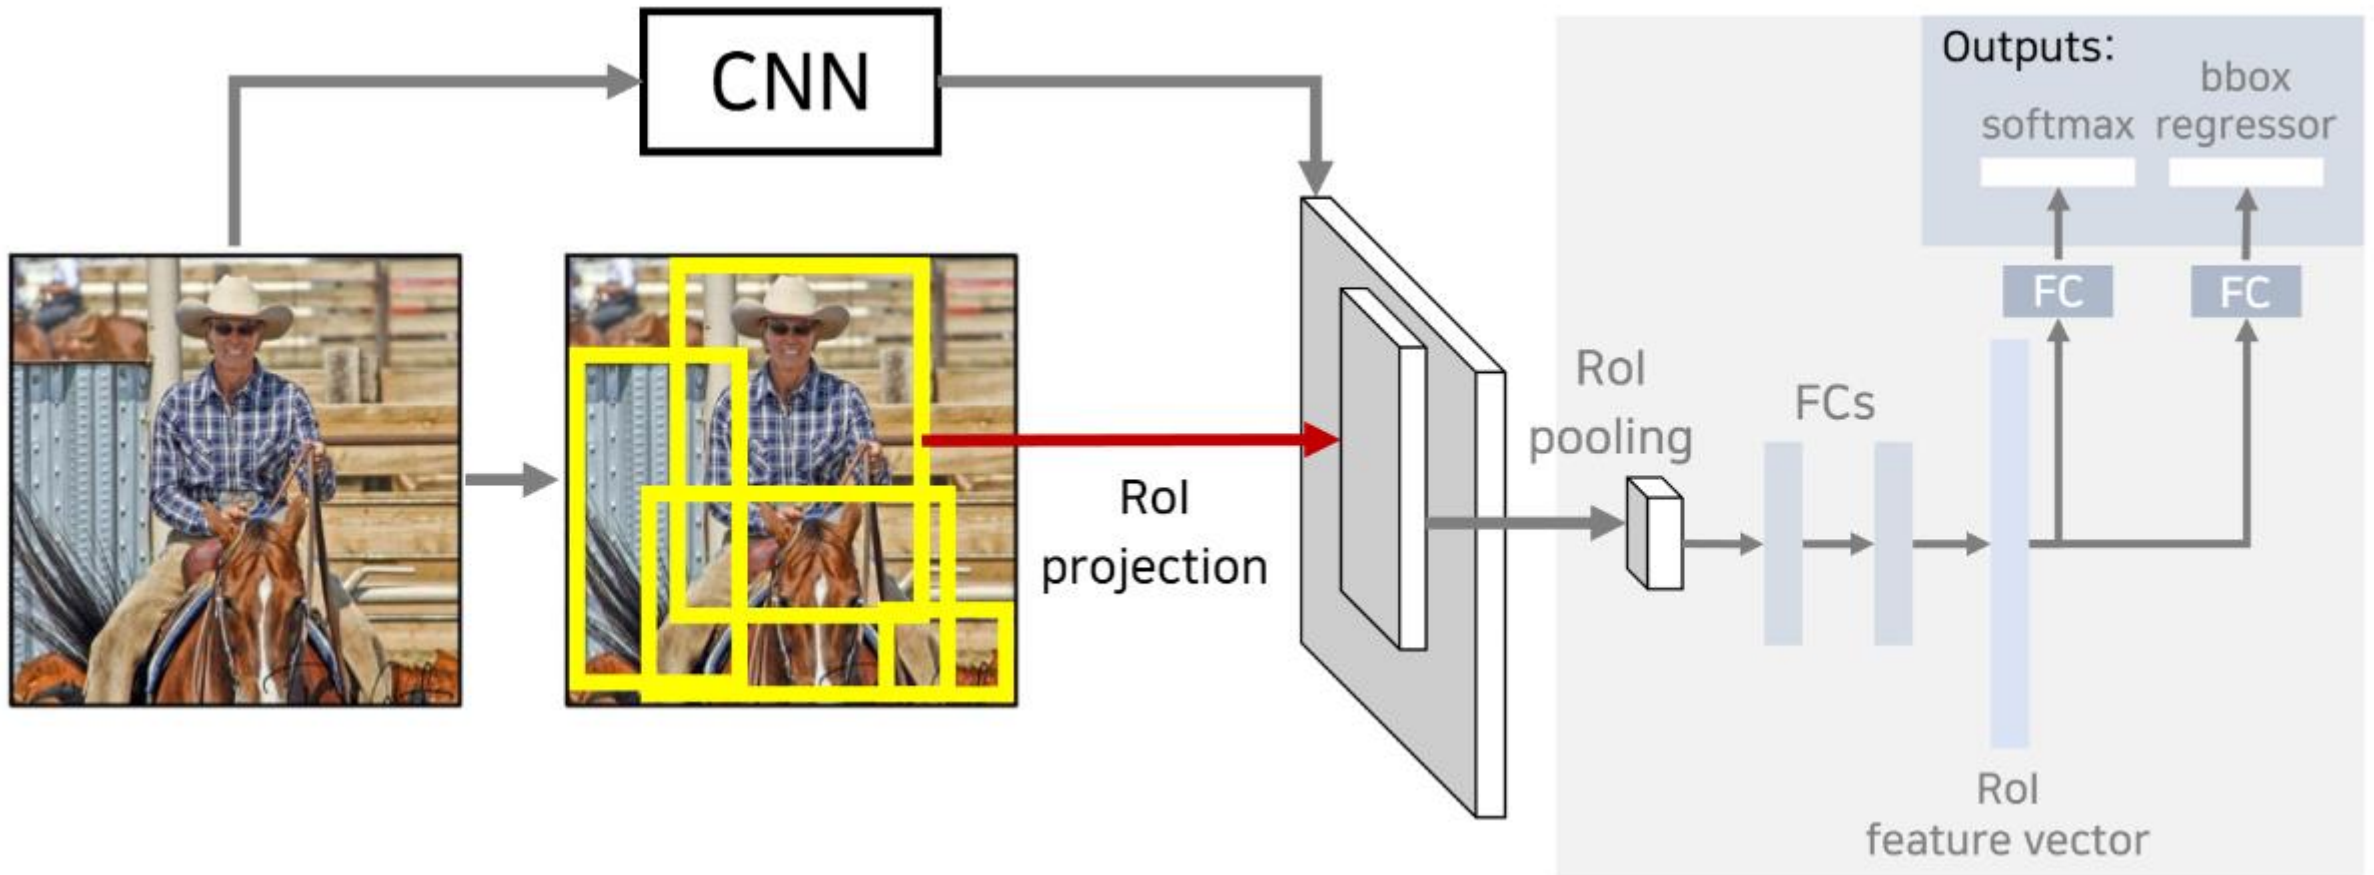 CNN
Outputs:
softmax
bbox
regressor
FC
FC
RoI
projection
RoI
pooling
FCs
RoI
feature vector